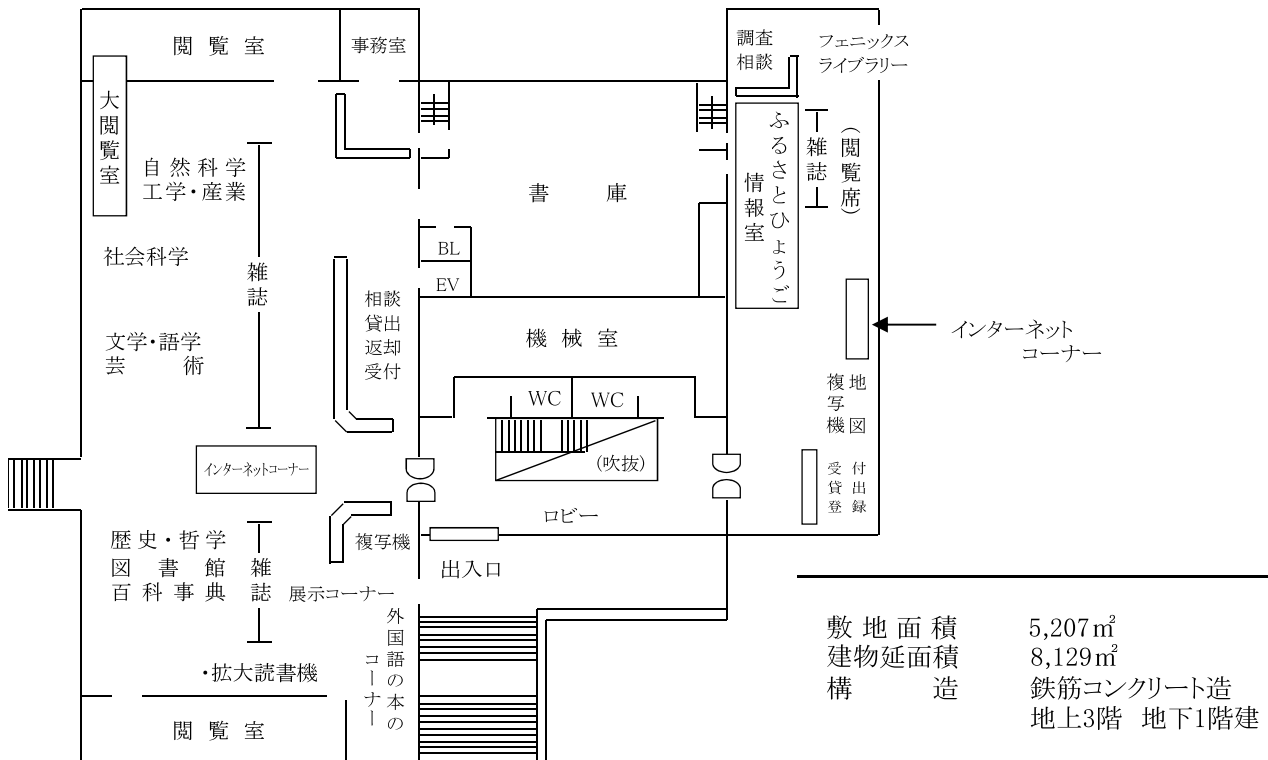 閲覧室
事務室
大閲覧室
自然科学
工学・産業
社会科学
文学・語学
芸術
雑誌
相談
貸出
返却
受付
インターネットコーナー
歴史・哲学
図書館
百科事典
雑誌
複写機
展示コーナー
外国語の本の
コーナー
・拡大読書機
閲覧室
書庫
BL
EV
機械室
WC
WC
(吹抜)
ロビー
出入口
調査
相談
フェニックス
ライブラリー
ふるさとひょうご
情報室
雑誌
(閲覧席)
インターネット
コーナー
地図
複写機
受付
貸出
登録
敷地面積 5,207㎡
建物延面積 8,129㎡
構造 鉄筋コンクリート造
地上3階 地下1階建